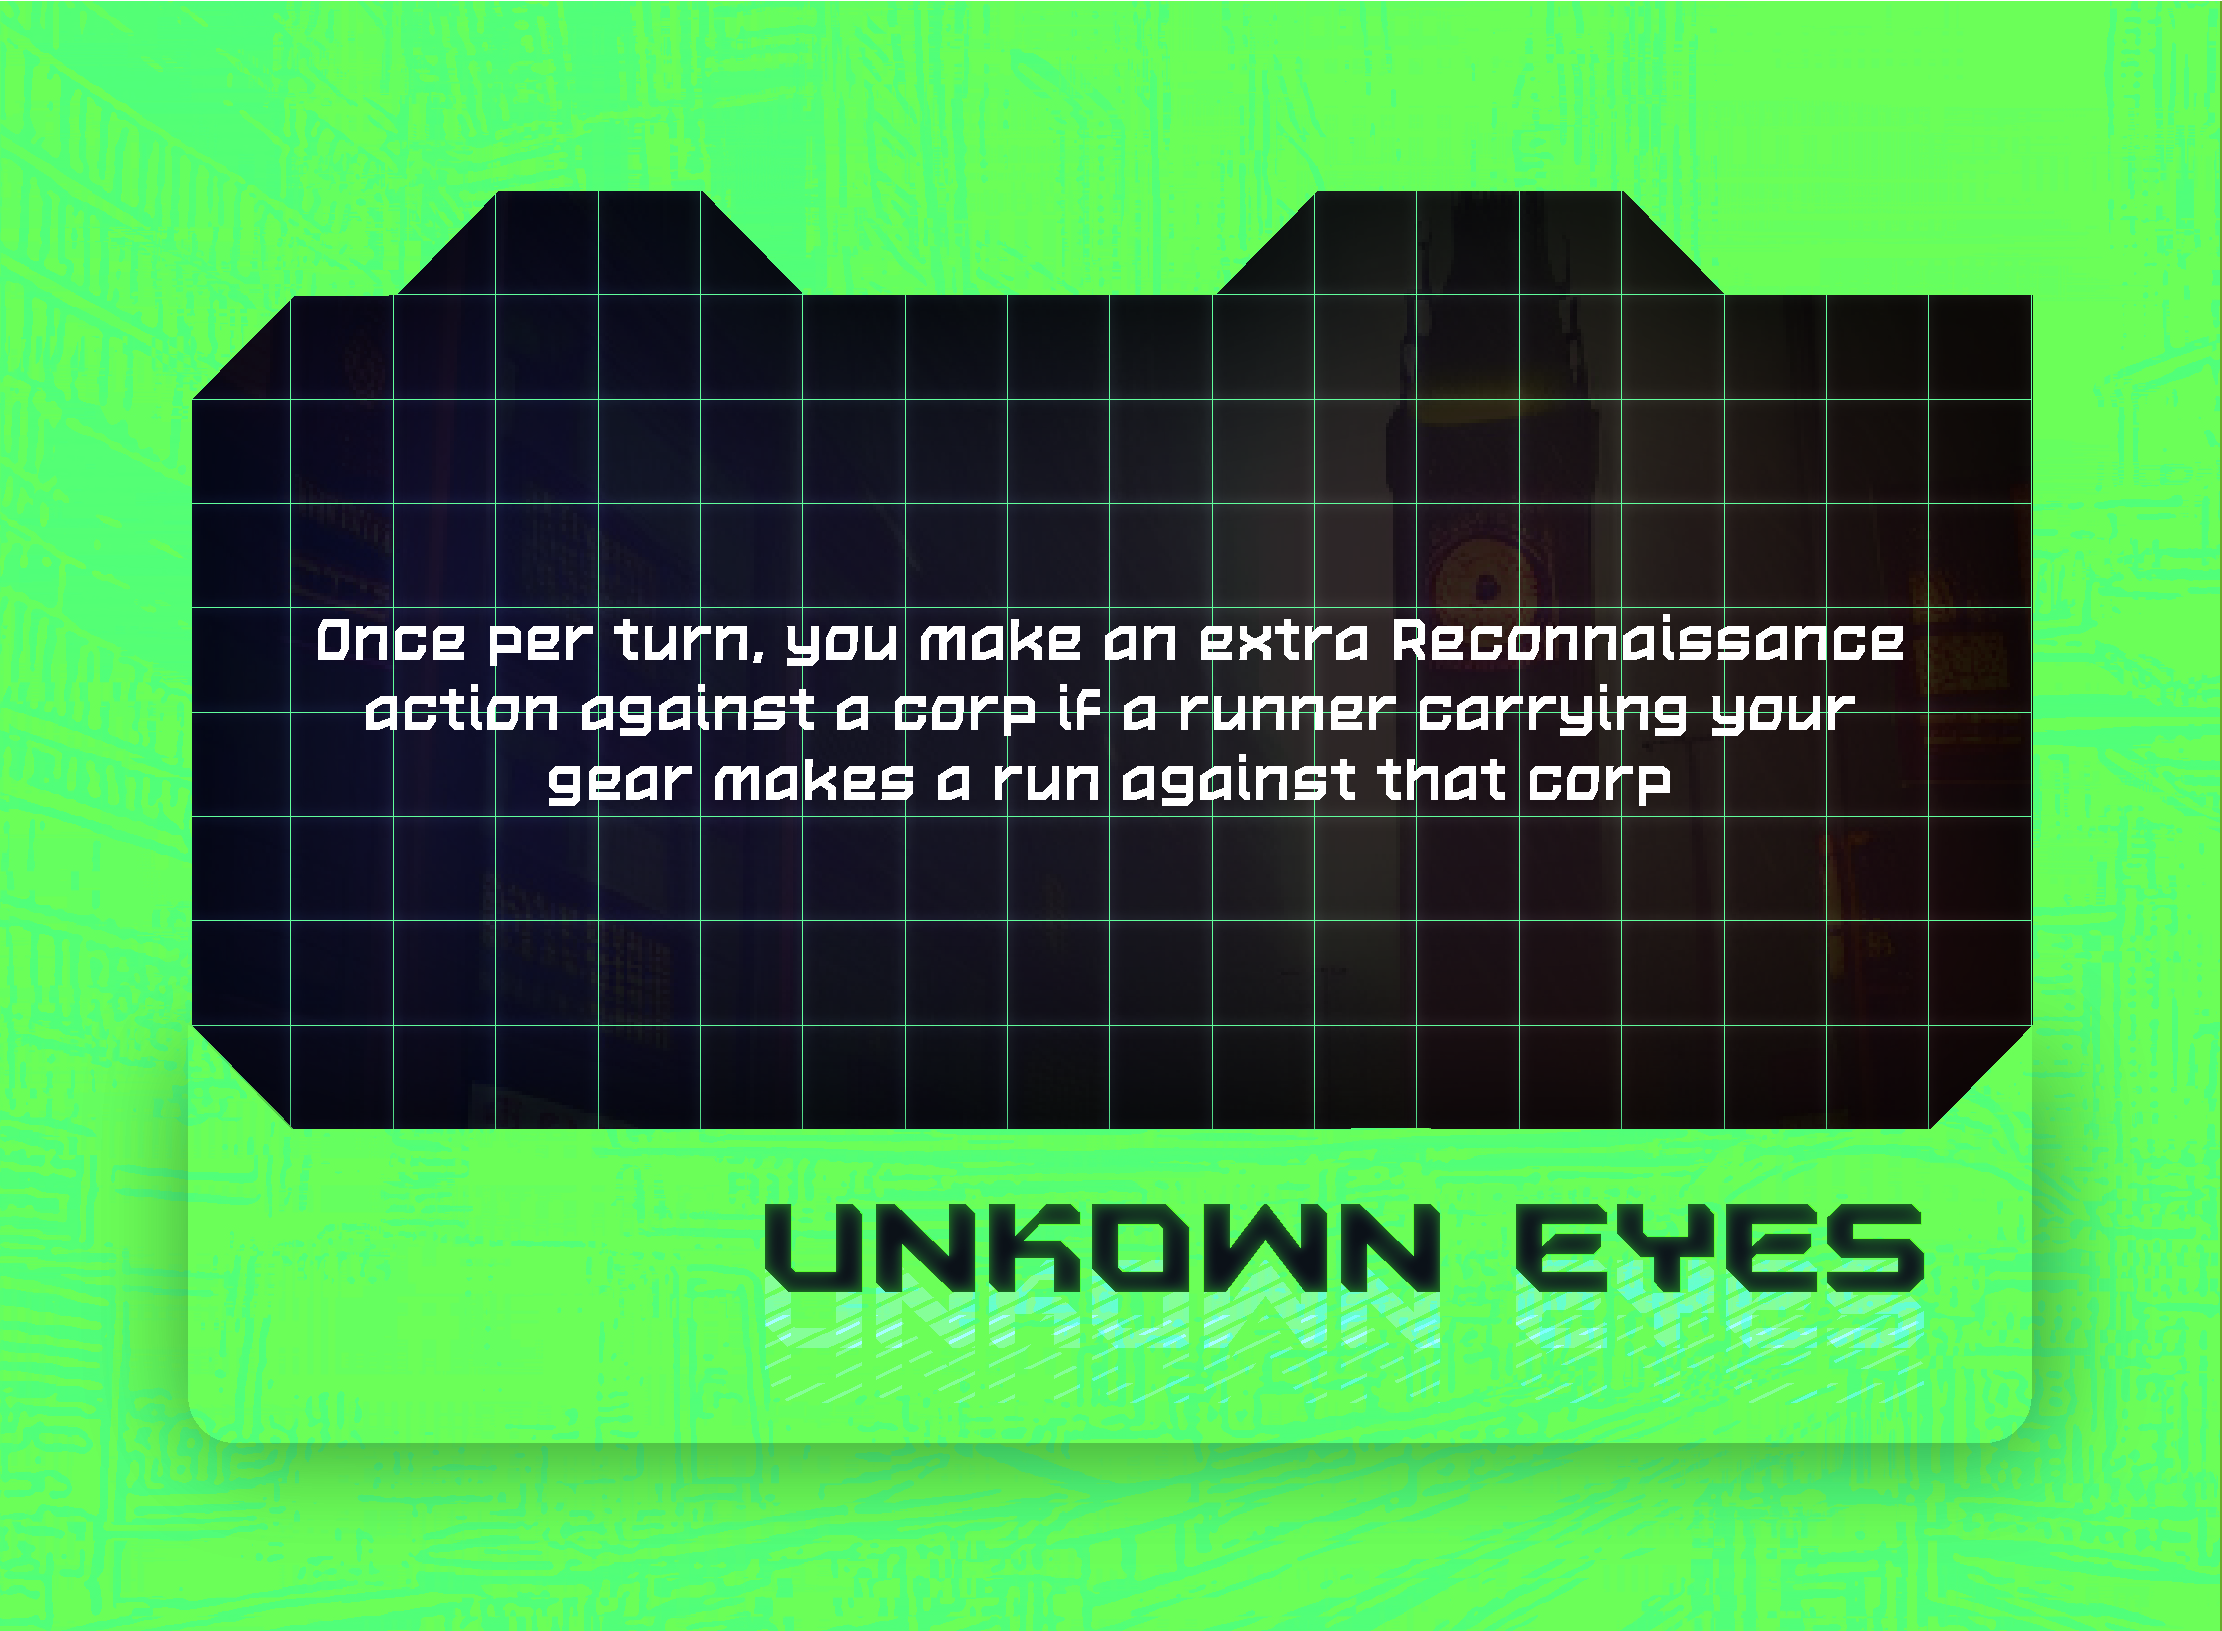 Once per turn, you make an extra Reconnaissance
action against a corp if a runner carrying your
gear makes a run against that corp
UNKOWN EYES